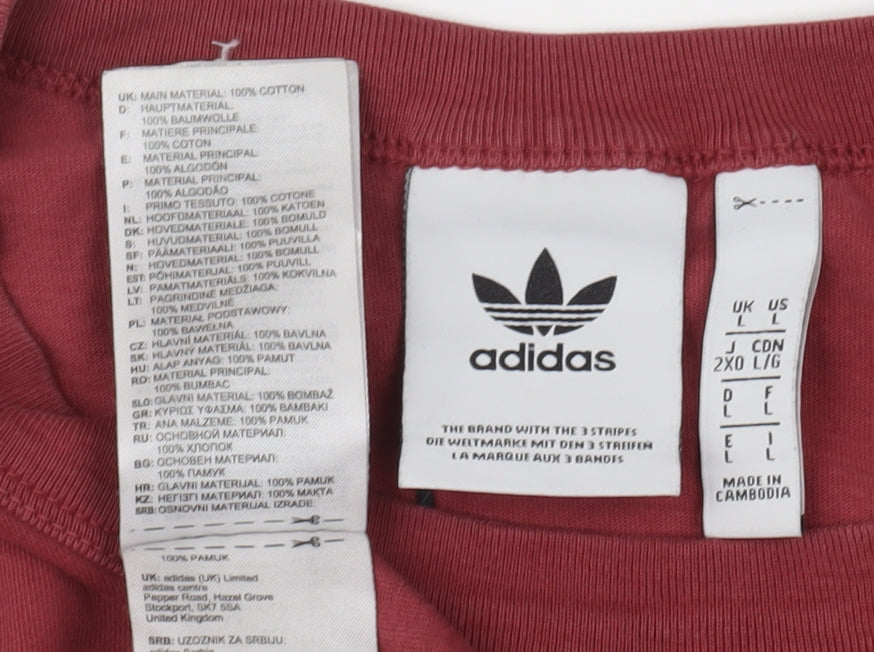 UK: MAIN MATERIAL: 100% COTTON
D: HAUPTMATERIAL:
100% BAUMWOLLE
F: MATIERE PRINCIPALE:
100% COTON
E: MATERIAL PRINCIPAL:
100% ALGODÓN
P: MATERIAL PRINCIPAL:
100% ALGODÃO
I: PRIMO TESSUTO: 100% COTONE
NL: HOOFDMATERIAAL: 100% KATOEN
DK: HOVEDMATERIALE: 100% BOMULD
S: HUVUDMATERIAL: 100% BOMULL
SF: PÄÄMATERIAALI: 100% PUUVILLA
N: HOVEDMATERIAL: 100% BOMULL
EST: PÕHIMATERJAL: 100% PUUVILL
LV: PAMATMATERIĀLS: 100% KOKVILNA
LT: PAGRINDINĖ MEDŽIAGA:
100% MEDVILNĖ
PL: MATERIAŁ PODSTAWOWY:
100% BAWEŁNA
CZ: HLAVNÍ MATERIÁL: 100% BAVLNA
SK: HLAVNÝ MATERIÁL: 100% BAVLNA
HU: ALAP ANYAG: 100% PAMUT
RO: MATERIAL PRINCIPAL:
100% BUMBAC
SLO: GLAVNI MATERIAL: 100% BOMBAŽ
GR: ΚΥΡΙΩΣ ΥΦΑΣΜΑ: 100% ΒΑΜΒΑΚΙ
TR: ANA MALZEME: 100% PAMUK
RU: ОСНОВНОЙ МАТЕРИАЛ:
100% ХЛОПОК
BG: ОСНОВЕН МАТЕРИАЛ:
100% ПАМУК
HR: GLAVNI MATERIJAL: 100% PAMUK
KZ: НЕГІЗГІ МАТЕРИАЛ: 100% МАКТА
SRB: OSNOVNI MATERIJAL IZRADE:
100% PAMUK
UK: adidas (UK) Limited
adidas centre
Pepper Road, Hazel Grove
Stockport, SK7 5SA
United Kingdom
SRB: UZOZNIK ZA SRBIJU:
adidas Serbia
adidas
THE BRAND WITH THE 3 STRIPES
DIE WELTMARKE MIT DEN 3 STREIFEN
LA MARQUE AUX 3 BANDES
UK US
L L
J CDN
2XO L/G
D F
L L
E I
L L
MADE IN
CAMBODIA